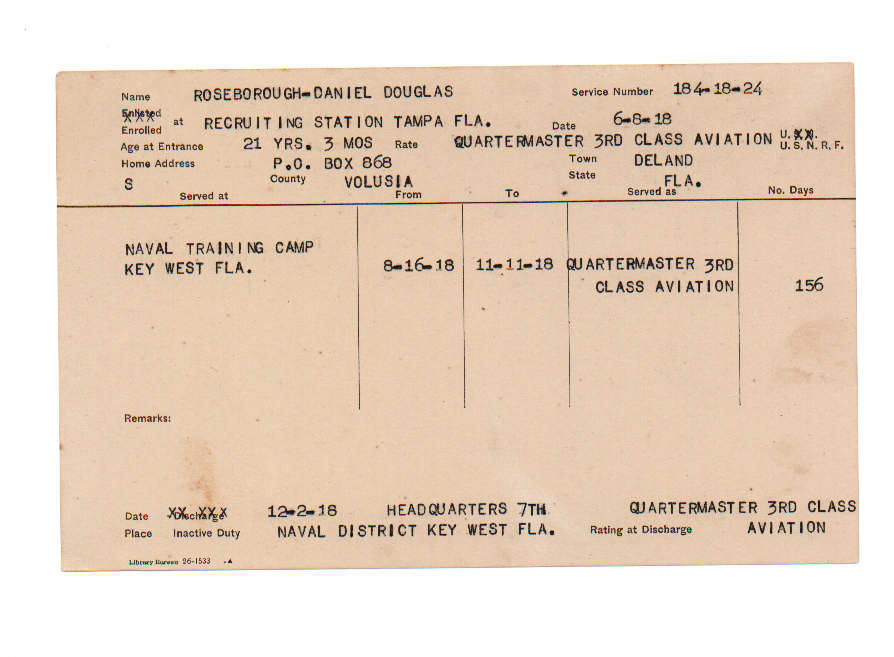 Name ROSEBOROUGH-DANIEL DOUGLAS Service Number 184-18-24
Enlisted
Enrolled at RECRUITING STATION TAMPA FLA. Date 6-8-18
Age at Entrance 21 YRS. 3 MOS Rate QUARTERMASTER 3RD CLASS AVIATION U.S.N.R.F.
Home Address P.O. BOX 868 Town DELAND
S County VOLUSIA State FLA.
Served at From To Served as No. Days
NAVAL TRAINING CAMP
KEY WEST FLA. 8-16-18 11-11-18 QUARTERMASTER 3RD
CLASS AVIATION 156
Remarks:
Date Discharge 12-2-18 HEADQUARTERS 7TH QUARTERMASTER 3RD CLASS
Place Inactive Duty NAVAL DISTRICT KEY WEST FLA. Rating at Discharge AVIATION
Library Bureau 26-1533